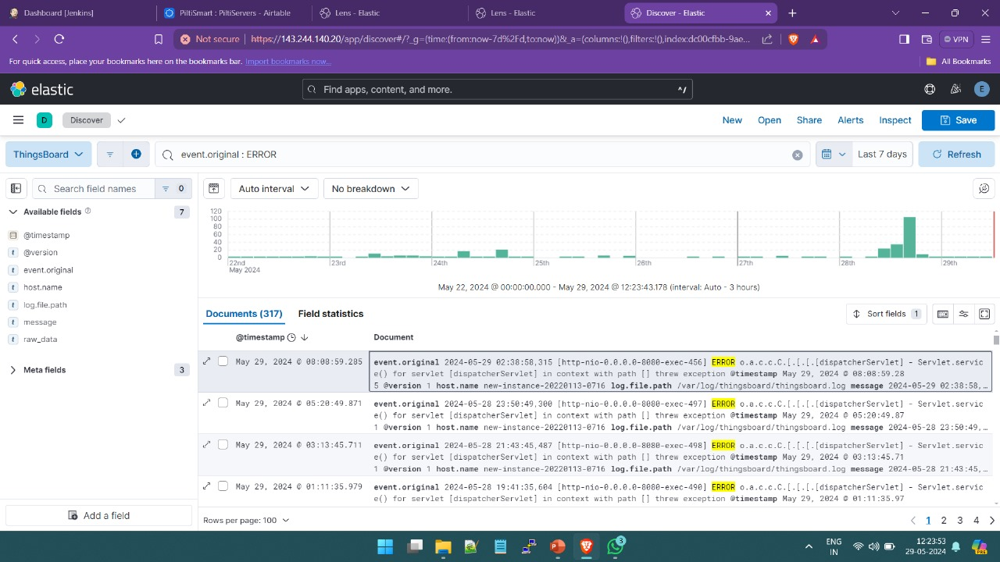 Dashboard [Jenkins]
PiltiSmart : PiltiServers - Airtable
Lens - Elastic
Lens - Elastic
Discover - Elastic
Not secure
https://143.244.140.20/app/discover#/?_g=(time:(from:now-7d%2Fd,to:now))&_a=(columns:!(),filters:!(),index:dc00cfbb-9ae...
VPN
For quick access, place your bookmarks here on the bookmarks bar. Import bookmarks now...
All Bookmarks
elastic
Find apps, content, and more.
^/
E
D
Discover
New
Open
Share
Alerts
Inspect
Save
ThingsBoard
event.original : ERROR
Last 7 days
Refresh
Search field names
0
Auto interval
No breakdown
Available fields
7
@timestamp
t @version
t event.original
t host.name
t log.file.path
t message
t raw_data
Meta fields
3
Add a field
120
100
80
60
40
20
0
22nd
May 2024
23rd
24th
25th
26th
27th
28th
29th
May 22, 2024 @ 00:00:00.000 - May 29, 2024 @ 12:23:43.178 (interval: Auto - 3 hours)
Documents (317)
Field statistics
Sort fields 1
@timestamp
Document
May 29, 2024 @ 08:08:59.285
event.original 2024-05-29 02:38:58,315 [http-nio-0.0.0.0-8080-exec-456] ERROR o.a.c.c.C.[.[.[.[dispatcherServlet] - Servlet.servic
e() for servlet [dispatcherServlet] in context with path [] threw exception @timestamp May 29, 2024 @ 08:08:59.28
5 @version 1 host.name new-instance-20220113-0716 log.file.path /var/log/thingsboard/thingsboard.log message 2024-05-29 02:38:58,…
May 29, 2024 @ 05:20:49.871
event.original 2024-05-28 23:50:49,300 [http-nio-0.0.0.0-8080-exec-497] ERROR o.a.c.c.C.[.[.[.[dispatcherServlet] - Servlet.servic
e() for servlet [dispatcherServlet] in context with path [] threw exception @timestamp May 29, 2024 @ 05:20:49.87
1 @version 1 host.name new-instance-20220113-0716 log.file.path /var/log/thingsboard/thingsboard.log message 2024-05-28 23:50:49,…
May 29, 2024 @ 03:13:45.711
event.original 2024-05-28 21:43:45,487 [http-nio-0.0.0.0-8080-exec-498] ERROR o.a.c.c.C.[.[.[.[dispatcherServlet] - Servlet.servic
e() for servlet [dispatcherServlet] in context with path [] threw exception @timestamp May 29, 2024 @ 03:13:45.71
1 @version 1 host.name new-instance-20220113-0716 log.file.path /var/log/thingsboard/thingsboard.log message 2024-05-28 21:43:45,…
May 29, 2024 @ 01:11:35.979
event.original 2024-05-28 19:41:35,604 [http-nio-0.0.0.0-8080-exec-490] ERROR o.a.c.c.C.[.[.[.[dispatcherServlet] - Servlet.servic
e() for servlet [dispatcherServlet] in context with path [] threw exception @timestamp May 29, 2024 @ 01:11:35.97
Rows per page: 100
1 2 3 4
3
ENG
IN
12:23:53
29-05-2024
PRE